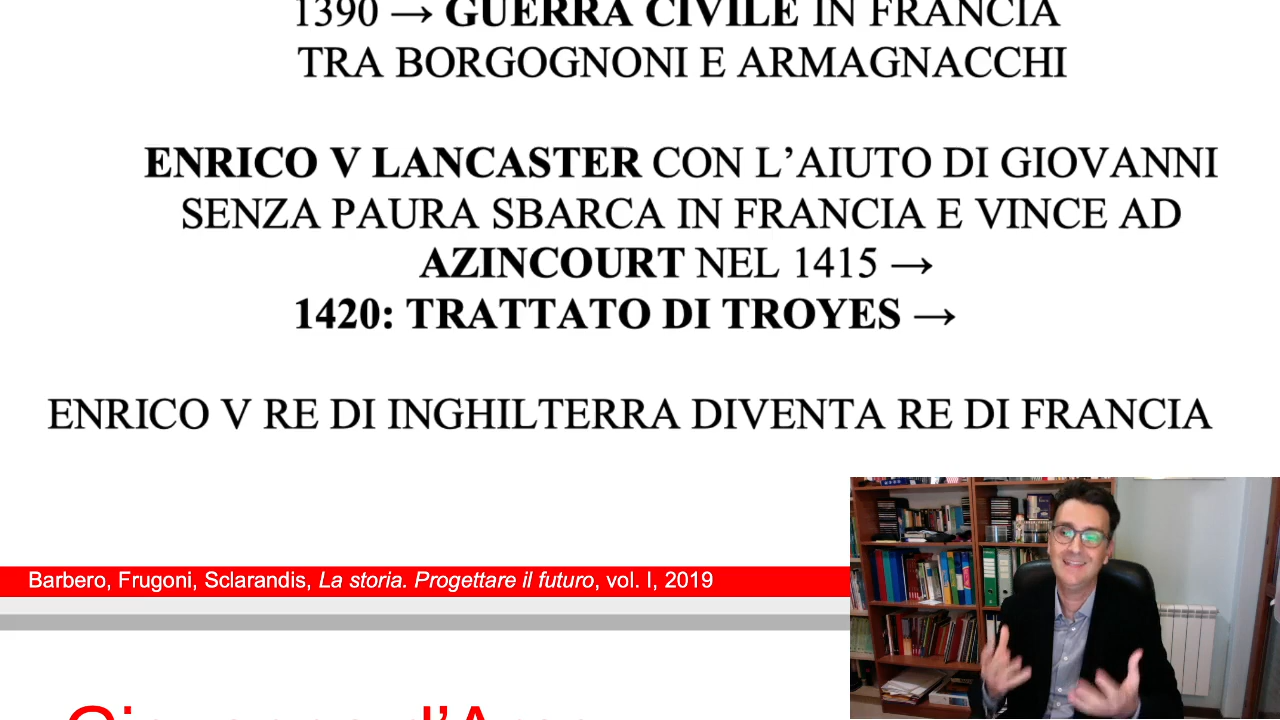 1390 → GUERRA CIVILE IN FRANCIA
TRA BORGOGNONI E ARMAGNACCHI
ENRICO V LANCASTER CON L’AIUTO DI GIOVANNI
SENZA PAURA SBARCA IN FRANCIA E VINCE AD
AZINCOURT NEL 1415 →
1420: TRATTATO DI TROYES →
ENRICO V RE DI INGHILTERRA DIVENTA RE DI FRANCIA
Barbero, Frugoni, Sclarandis, La storia. Progettare il futuro, vol. I, 2019